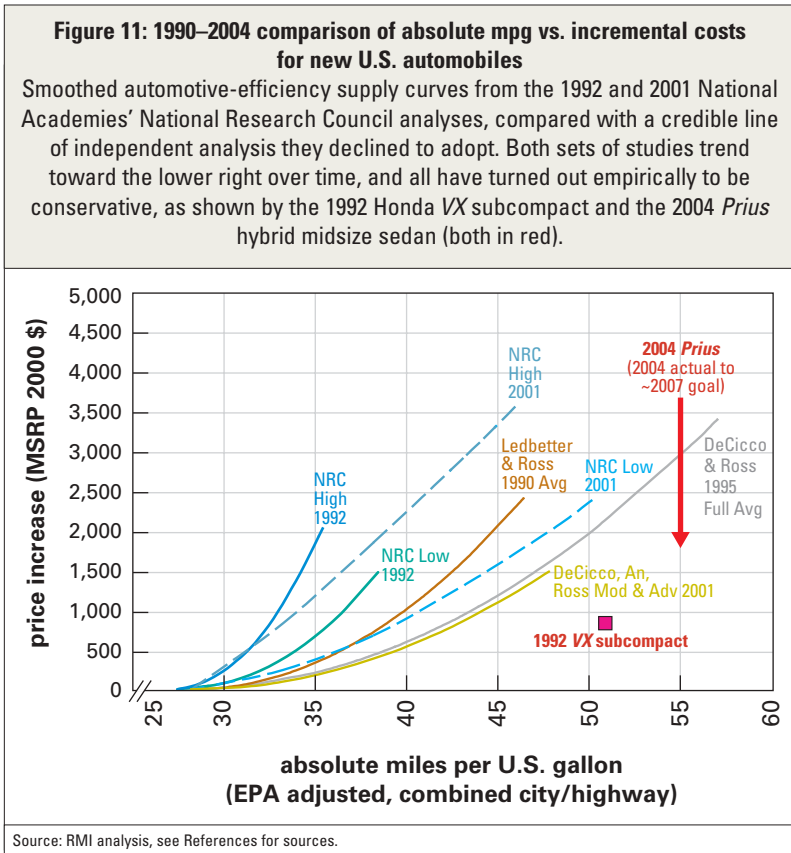 Figure 11: 1990–2004 comparison of absolute mpg vs. incremental costs
for new U.S. automobiles
Smoothed automotive-efficiency supply curves from the 1992 and 2001 National
Academies’ National Research Council analyses, compared with a credible line
of independent analysis they declined to adopt. Both sets of studies trend
toward the lower right over time, and all have turned out empirically to be
conservative, as shown by the 1992 Honda VX subcompact and the 2004 Prius
hybrid midsize sedan (both in red).
price increase (MSRP 2000 $)
5,000
4,500
4,000
3,500
3,000
2,500
2,000
1,500
1,000
500
0
NRC
High
1992
NRC
High
2001
NRC Low
1992
Ledbetter
& Ross
1990 Avg
NRC Low
2001
2004 Prius
(2004 actual to
~2007 goal)
DeCicco
& Ross
1995
Full Avg
DeCicco, An,
Ross Mod & Adv 2001
1992 VX subcompact
25
30
35
40
45
50
55
60
absolute miles per U.S. gallon
(EPA adjusted, combined city/highway)
Source: RMI analysis, see References for sources.